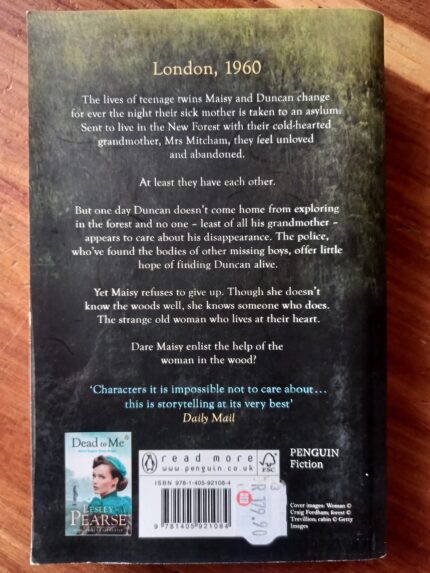 London, 1960
The lives of teenage twins Maisy and Duncan change
for ever the night their sick mother is taken to an asylum.
Sent to live in the New Forest with their cold-hearted
grandmother, Mrs Mitcham, they feel unloved
and abandoned.
At least they have each other.
But one day Duncan doesn't come home from exploring
in the forest and no one – least of all his grandmother –
appears to care about his disappearance. The police,
who've found the bodies of other missing boys, offer little
hope of finding Duncan alive.
Yet Maisy refuses to give up. Though she doesn't
know the woods well, she knows someone who does.
The strange old woman who lives at their heart.
Dare Maisy enlist the help of the
woman in the wood?
'Characters it is impossible not to care about...
this is storytelling at its very best'
Daily Mail
Dead to Me
LESLEY
PEARSE
read more
www.penguin.co.uk
FSC
ISBN 978-1-405-92108-4
9 781405 921084
R 179.90
PENGUIN
Fiction
Cover images: Woman ©
Craig Fordham; forest ©
Trevillion; cabin © Getty
Images